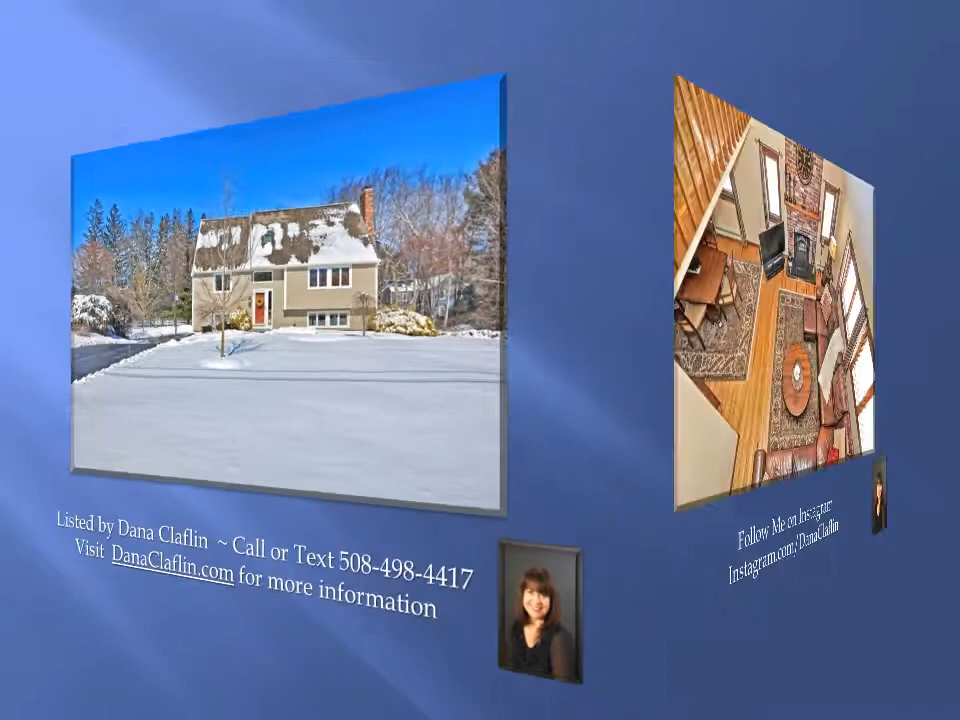 Listed by Dana Claflin ~ Call or Text 508-498-4417
Visit DanaClaflin.com for more information
Follow Me on Instagram
Instagram.com/DanaClaflin